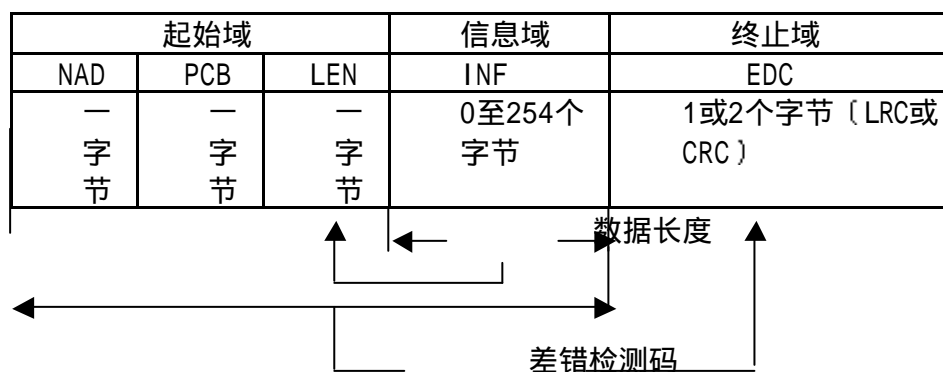 起始域 信息域 终止域
NAD PCB LEN INF EDC
一 一 一 0至254个 1或2个字节〔LRC或
字 字 字 字节 CRC〕
节 节 节
数据长度
差错检测码